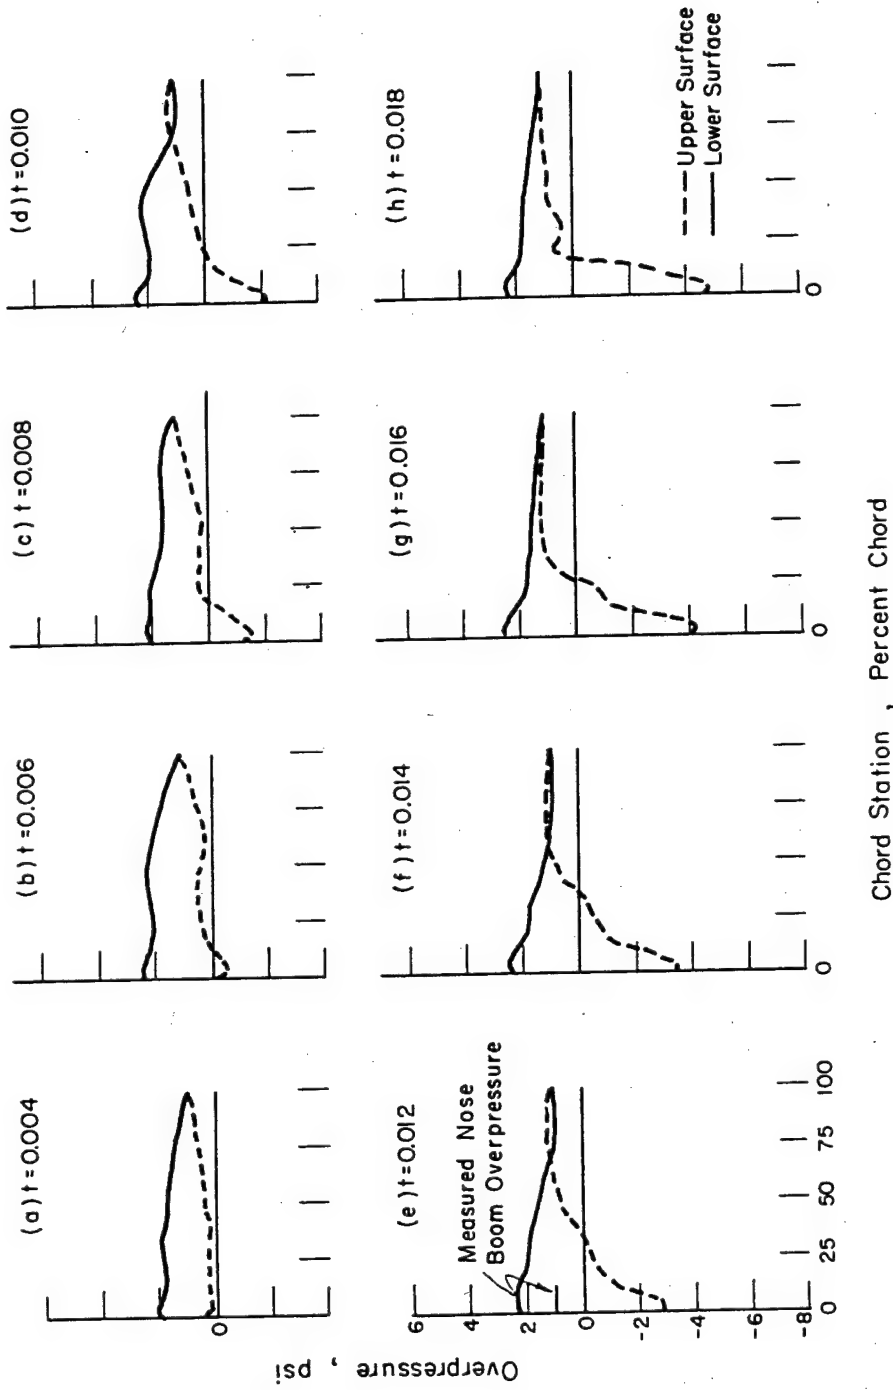 (a) t=0.004
(b) t=0.006
(c) t=0.008
(d) t=0.010
0
(e) t=0.012
(f) t=0.014
(g) t=0.016
(h) t=0.018
Measured Nose
Boom Overpressure
6
4
2
0
-2
-4
-6
-8
0 25 50 75 100
0
0
0
--- Upper Surface
— Lower Surface
Overpressure , psi
Chord Station , Percent Chord